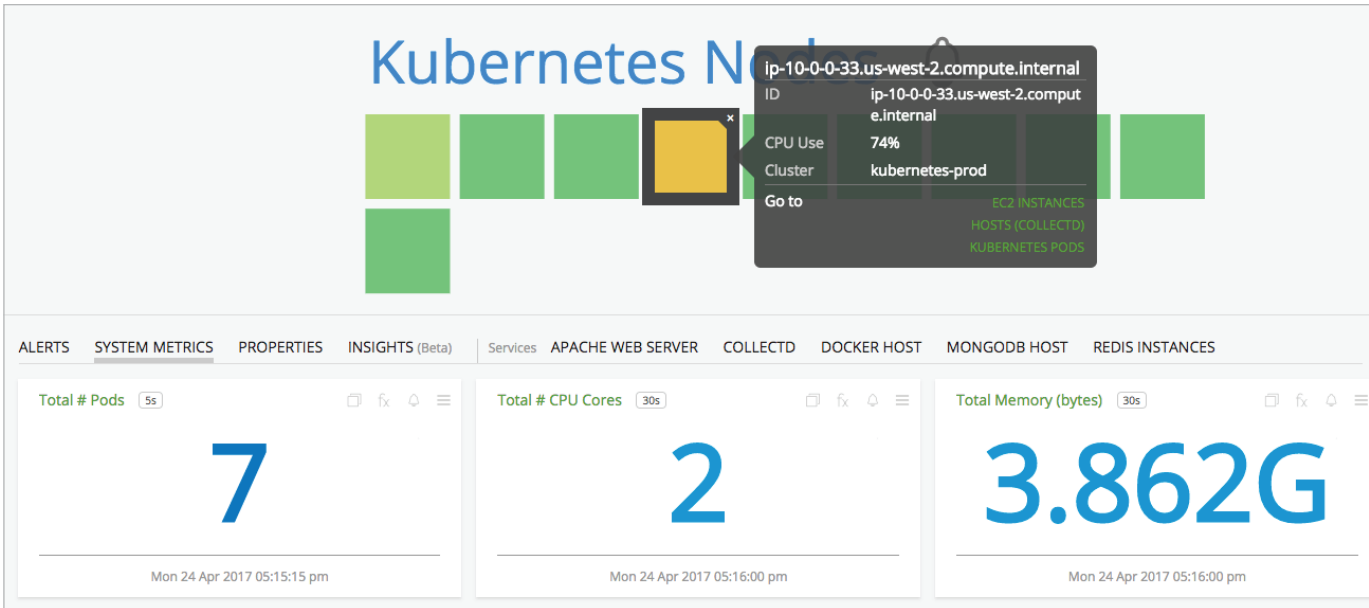 Kubernetes Nodes
ip-10-0-0-33.us-west-2.compute.internal
ID ip-10-0-0-33.us-west-2.comput
e.internal
CPU Use 74%
Cluster kubernetes-prod
Go to EC2 INSTANCES
HOSTS (COLLECTD)
KUBERNETES PODS
ALERTS SYSTEM METRICS PROPERTIES INSIGHTS (Beta) Services APACHE WEB SERVER COLLECTD DOCKER HOST MONGODB HOST REDIS INSTANCES
Total # Pods 5s fx
7
Mon 24 Apr 2017 05:15:15 pm
Total # CPU Cores 30s fx
2
Mon 24 Apr 2017 05:16:00 pm
Total Memory (bytes) 30s fx
3.862G
Mon 24 Apr 2017 05:16:00 pm